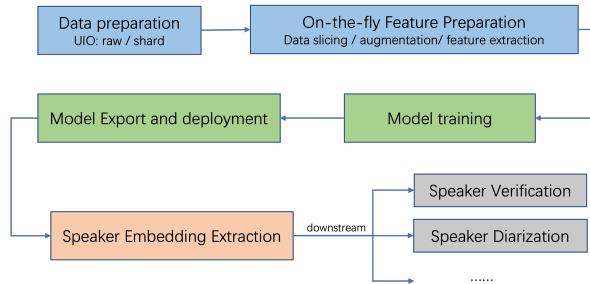 Data preparation
UIO: raw / shard
On-the-fly Feature Preparation
Data slicing / augmentation/ feature extraction
Model Export and deployment
Model training
Speaker Embedding Extraction
downstream
Speaker Verification
Speaker Diarization
......